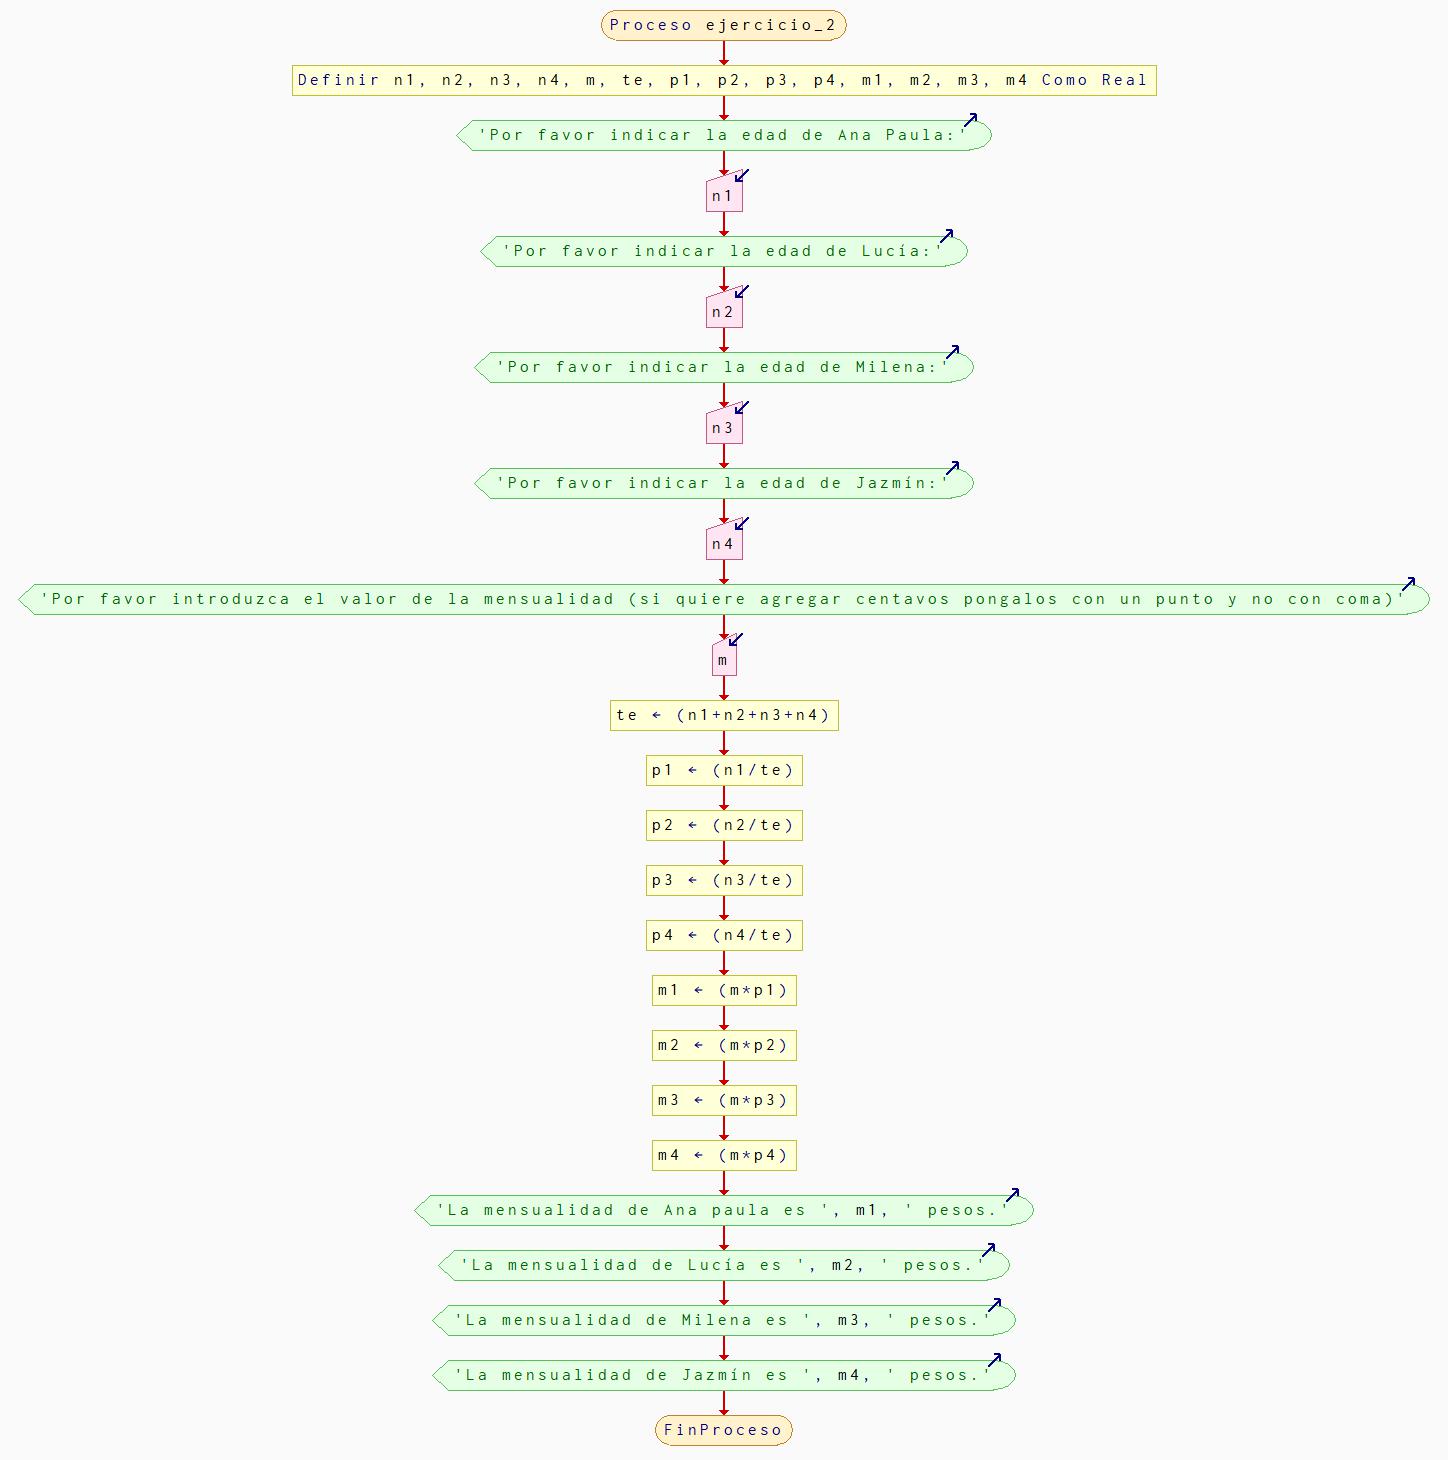 Proceso ejercicio_2
Definir n1, n2, n3, n4, m, te, p1, p2, p3, p4, m1, m2, m3, m4 Como Real
'Por favor indicar la edad de Ana Paula:'
n1
'Por favor indicar la edad de Lucía:'
n2
'Por favor indicar la edad de Milena:'
n3
'Por favor indicar la edad de Jazmín:'
n4
'Por favor introduzca el valor de la mensualidad (si quiere agregar centavos pongalos con un punto y no con coma)'
m
te ← (n1+n2+n3+n4)
p1 ← (n1/te)
p2 ← (n2/te)
p3 ← (n3/te)
p4 ← (n4/te)
m1 ← (m*p1)
m2 ← (m*p2)
m3 ← (m*p3)
m4 ← (m*p4)
'La mensualidad de Ana paula es ', m1, ' pesos.'
'La mensualidad de Lucía es ', m2, ' pesos.'
'La mensualidad de Milena es ', m3, ' pesos.'
'La mensualidad de Jazmín es ', m4, ' pesos.'
FinProceso